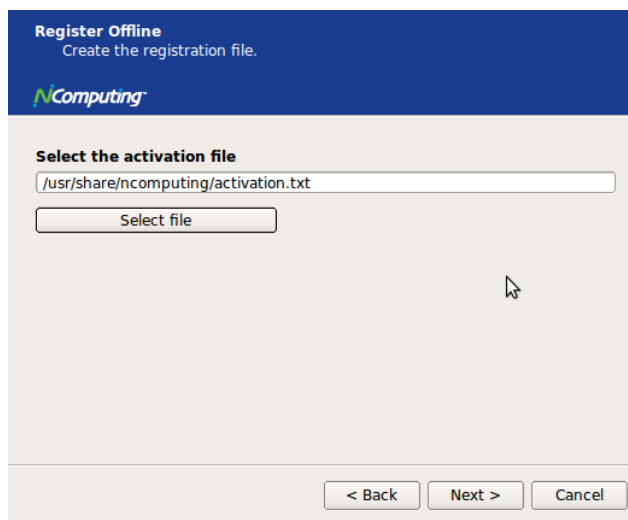 Register Offline
Create the registration file.
NComputing™
Select the activation file
/usr/share/ncomputing/activation.txt
Select file
< Back Next > Cancel